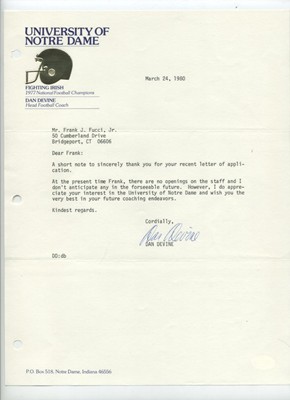 UNIVERSITY OF
NOTRE DAME
FIGHTING IRISH
1977 National Football Champions
DAN DEVINE
Head Football Coach
March 24, 1980
Mr. Frank J. Fucci, Jr.
50 Cumberland Drive
Bridgeport, CT 06606
Dear Frank:
A short note to sincerely thank you for your recent letter of appli-
cation.
At the present time Frank, there are no openings on the staff and I
don't anticipate any in the forseeable future. However, I do appre-
ciate your interest in the University of Notre Dame and wish you the
very best in your future coaching endeavors.
Kindest regards.
Cordially,
Dan Devine
DAN DEVINE
DD:db
P.O. Box 518, Notre Dame, Indiana 46556